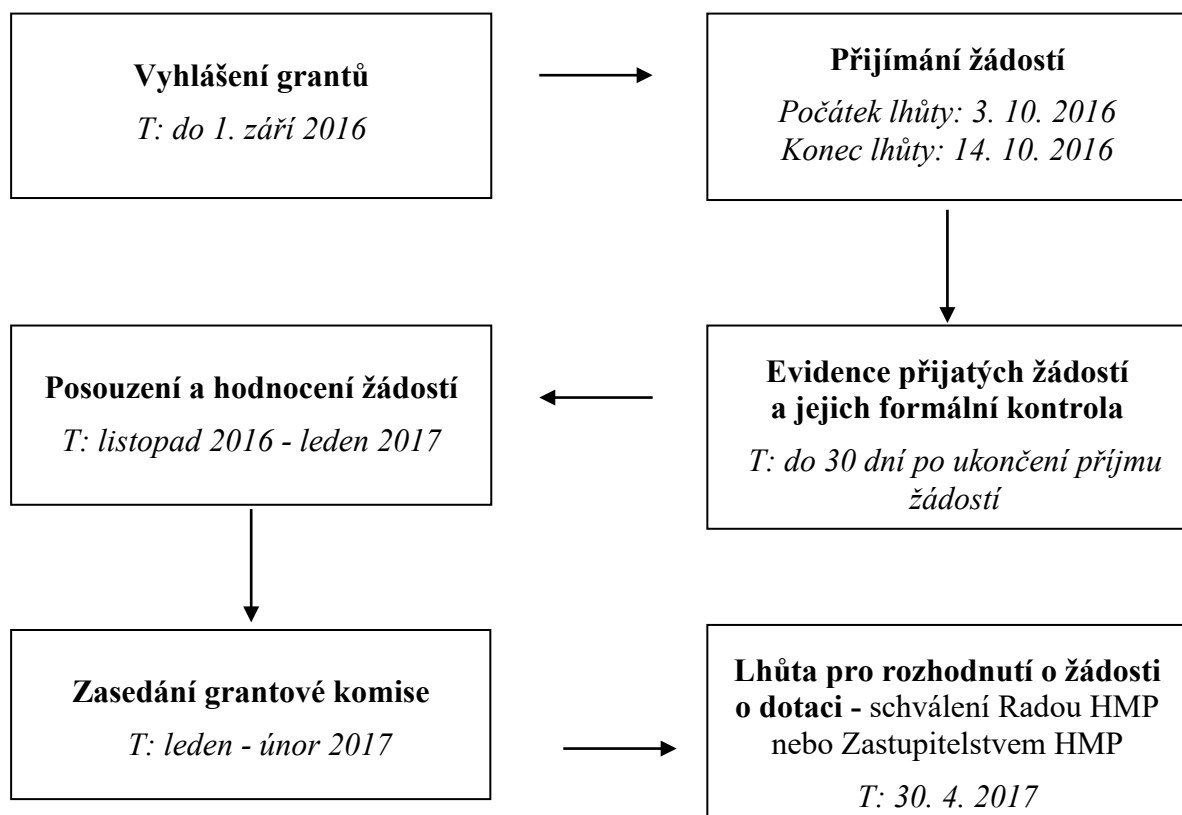 Vyhlášení grantů
T: do 1. září 2016
Přijímání žádostí
Počátek lhůty: 3. 10. 2016
Konec lhůty: 14. 10. 2016
Evidence přijatých žádostí
a jejich formální kontrola
T: do 30 dní po ukončení příjmu
žádostí
Posouzení a hodnocení žádostí
T: listopad 2016 - leden 2017
Zasedání grantové komise
T: leden - únor 2017
Lhůta pro rozhodnutí o žádosti
o dotaci - schválení Radou HMP
nebo Zastupitelstvem HMP
T: 30. 4. 2017